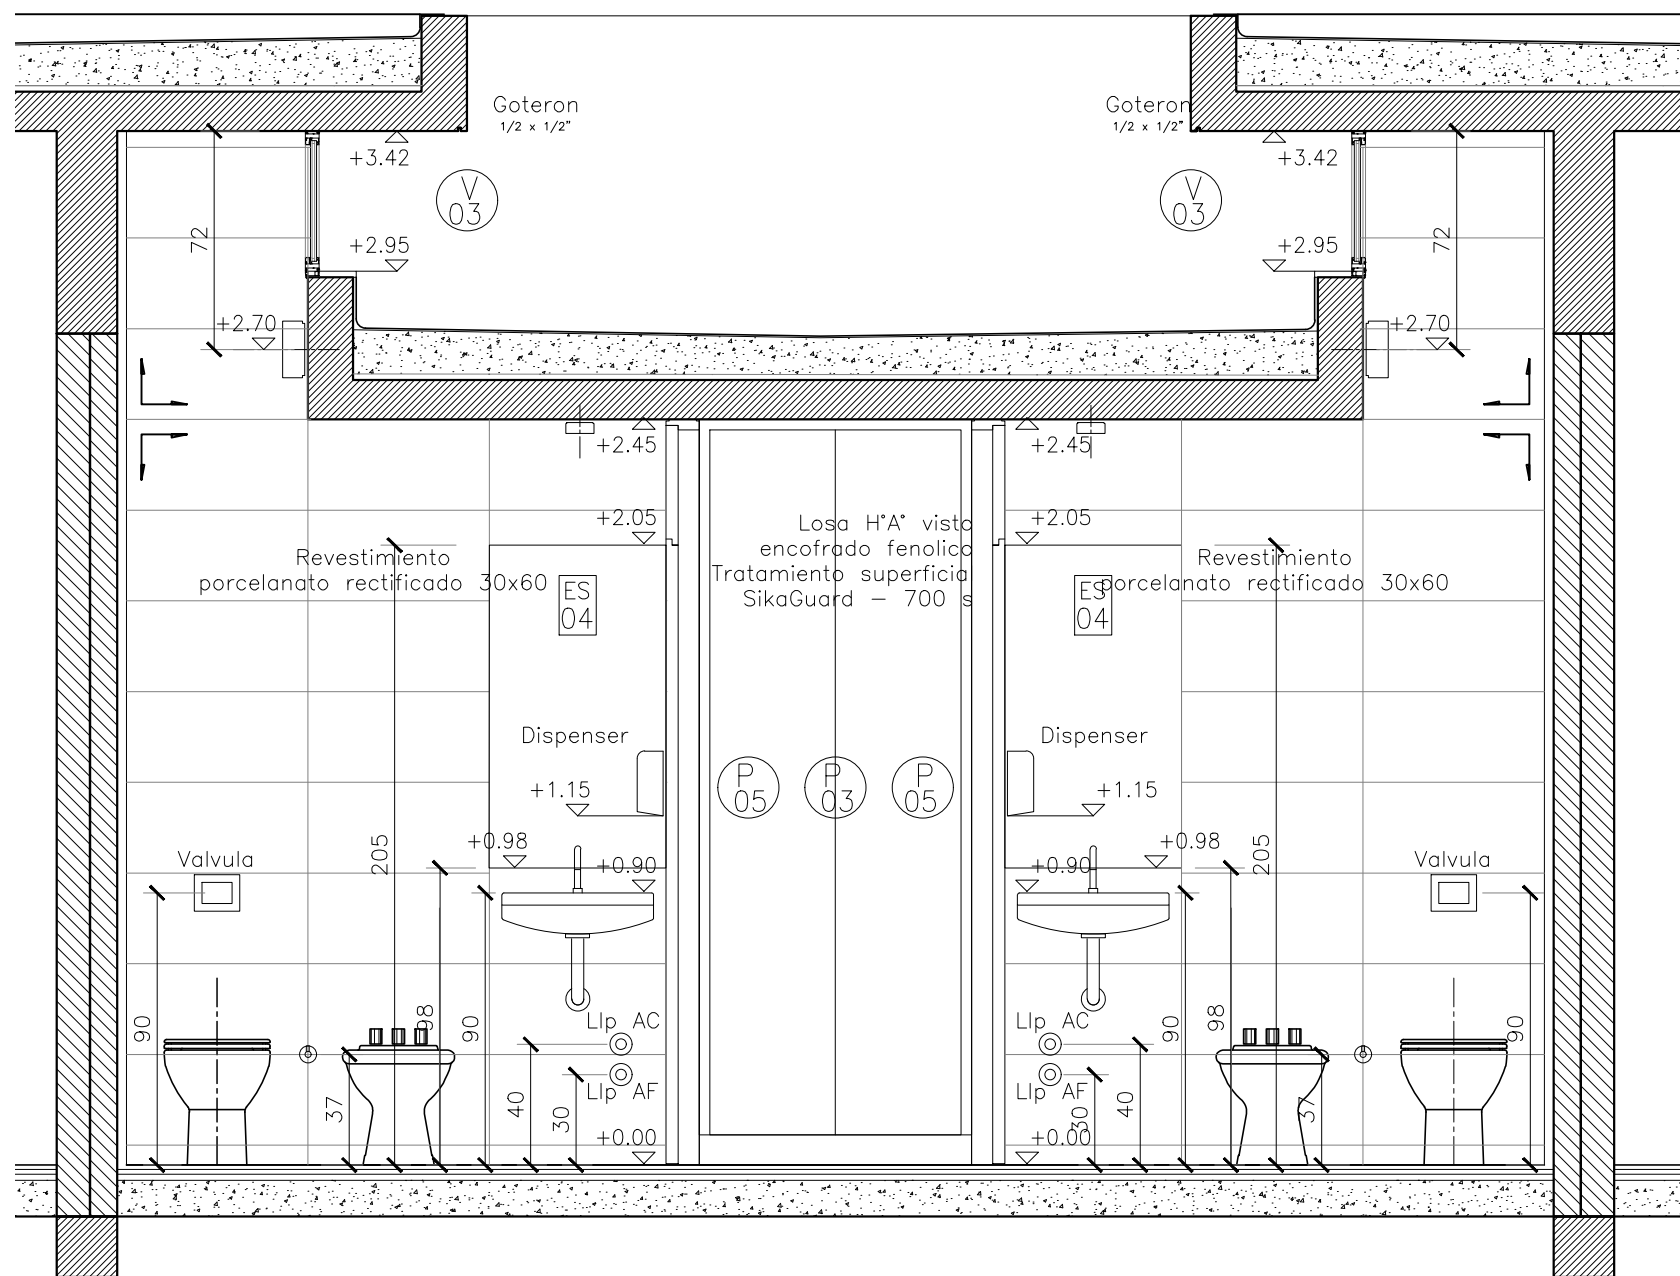 Goteron
1/2 x 1/2"
Goteron
1/2 x 1/2"
+3.42
+3.42
V
03
V
03
72
72
+2.95
+2.95
+2.70
+2.70
+2.45
+2.45
+2.05
+2.05
Losa H°A° visto
encofrado fenolico
Tratamiento superficia
SikaGuard - 700 s
Revestimiento
porcelanato rectificado 30x60
Revestimiento
porcelanato rectificado 30x60
ES
04
ES
04
Dispenser
Dispenser
P
05
P
03
P
05
+1.15
+1.15
+0.98
+0.98
205
205
Valvula
Valvula
+0.90
+0.90
90
98
90
90
98
90
Llp AC
Llp AC
Llp AF
Llp AF
37
40
30
30
40
37
+0.00
+0.00